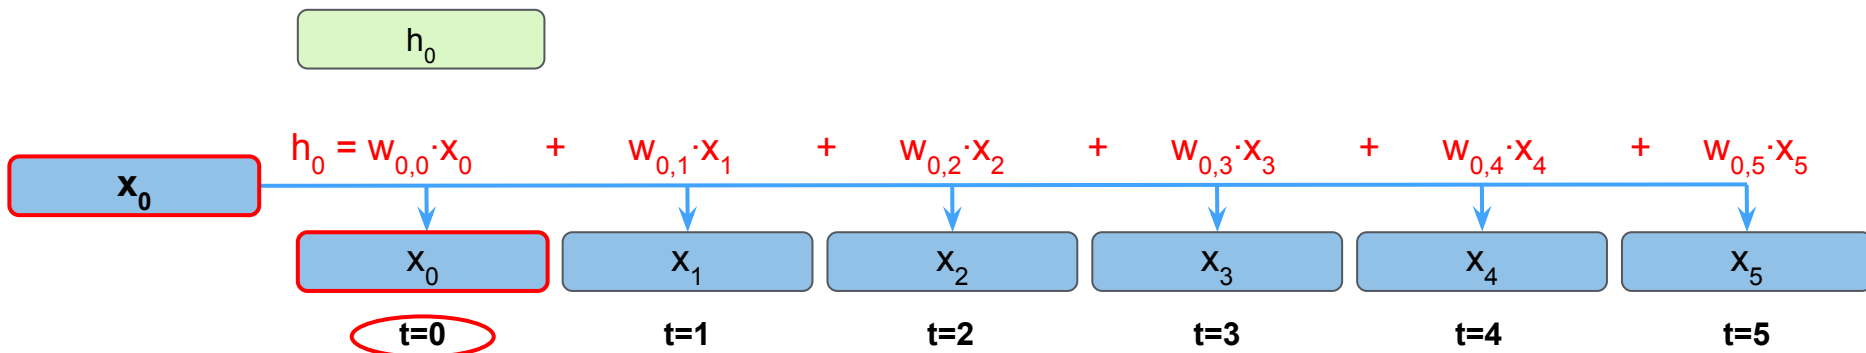 h₀
h₀ = w₀,₀·x₀ + w₀,₁·x₁ + w₀,₂·x₂ + w₀,₃·x₃ + w₀,₄·x₄ + w₀,₅·x₅
x₀
x₀ x₁ x₂ x₃ x₄ x₅
t=0 t=1 t=2 t=3 t=4 t=5